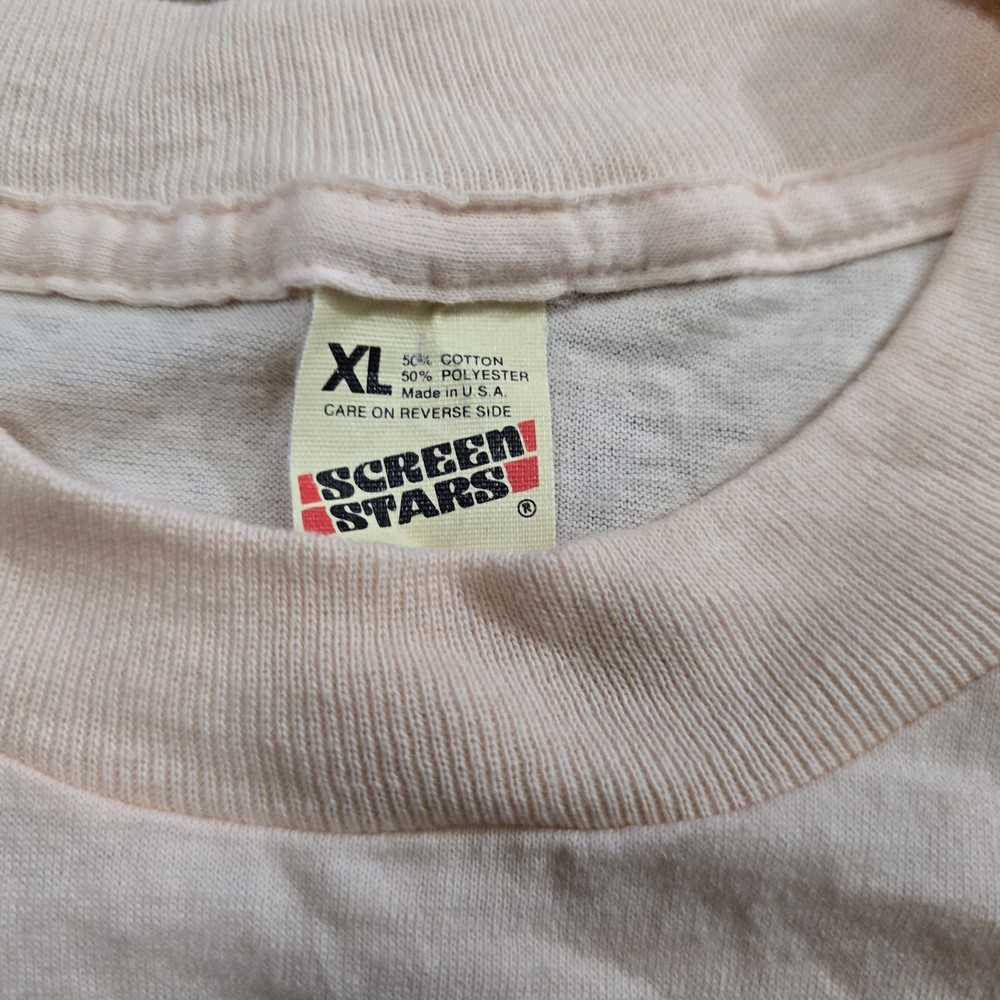 XL
50% COTTON
50% POLYESTER
Made in U.S.A.
CARE ON REVERSE SIDE
SCREEN
STARS
®